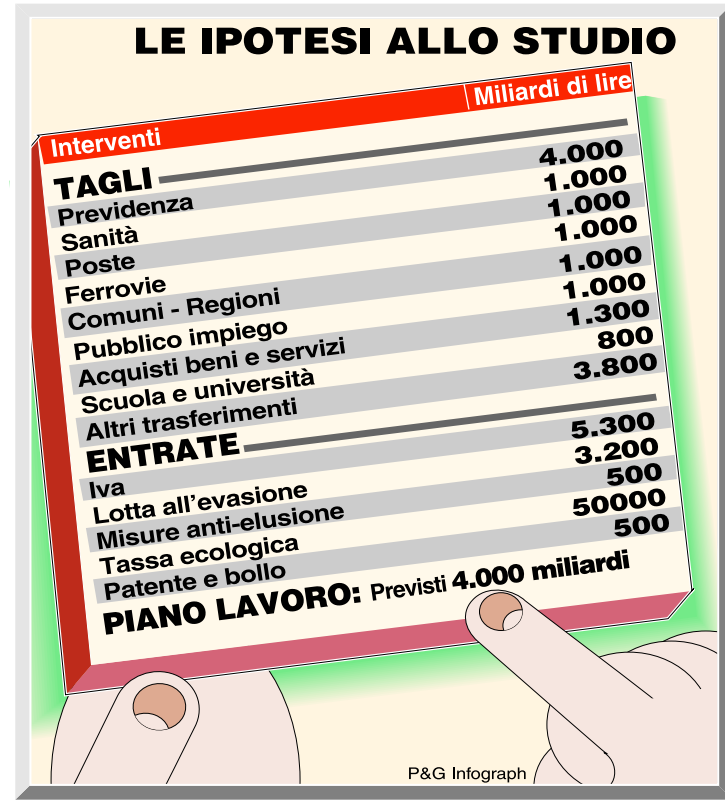 LE IPOTESI ALLO STUDIO
Interventi Miliardi di lire
TAGLI
Previdenza 4.000
Sanità 1.000
Poste 1.000
Ferrovie 1.000
Comuni - Regioni 1.000
Pubblico impiego 1.000
Acquisti beni e servizi 1.300
Scuola e università 800
Altri trasferimenti 3.800
ENTRATE
Iva 5.300
Lotta all'evasione 3.200
Misure anti-elusione 500
Tassa ecologica 50000
Patente e bollo 500
PIANO LAVORO: Previsti 4.000 miliardi
P&G Infograph